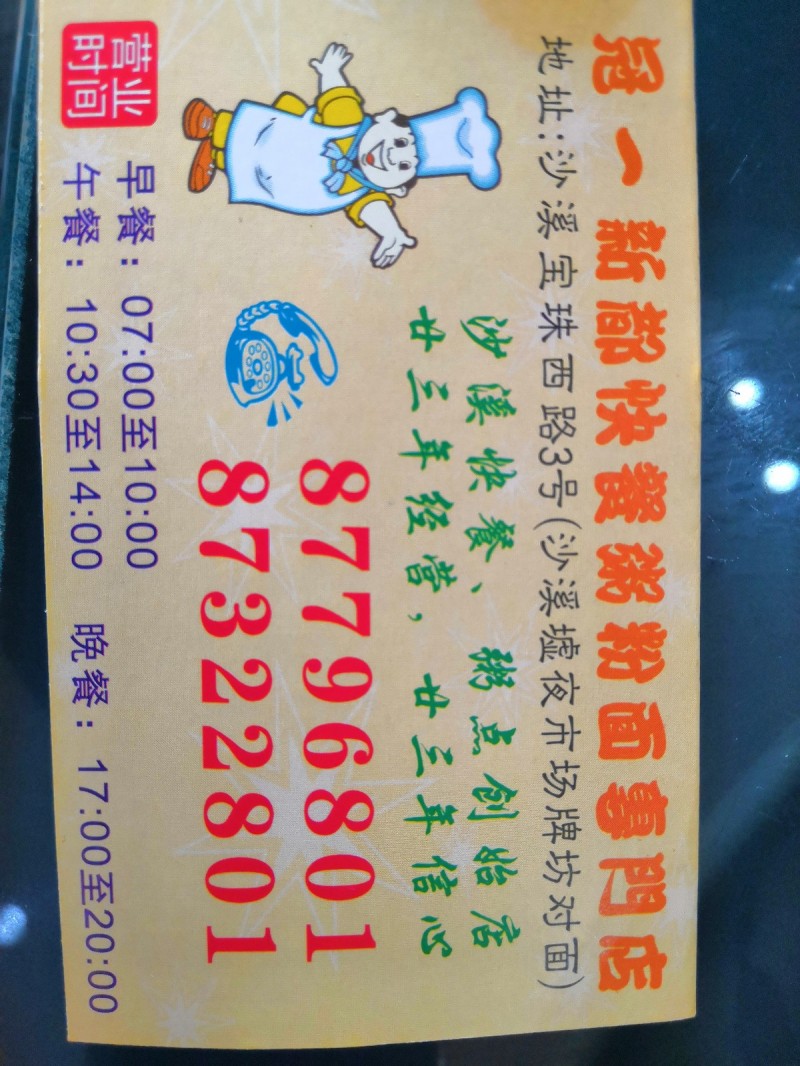 冠一新都快餐粥粉面專門店
地址:沙溪宝珠西路3号(沙溪墟夜市场牌坊对面)
沙溪快餐、粥点创始店
廿三年经营，廿三年信心
87796801
87322801
营业时间
早餐：07:00至10:00
午餐：10:30至14:00 晚餐：17:00至20:00